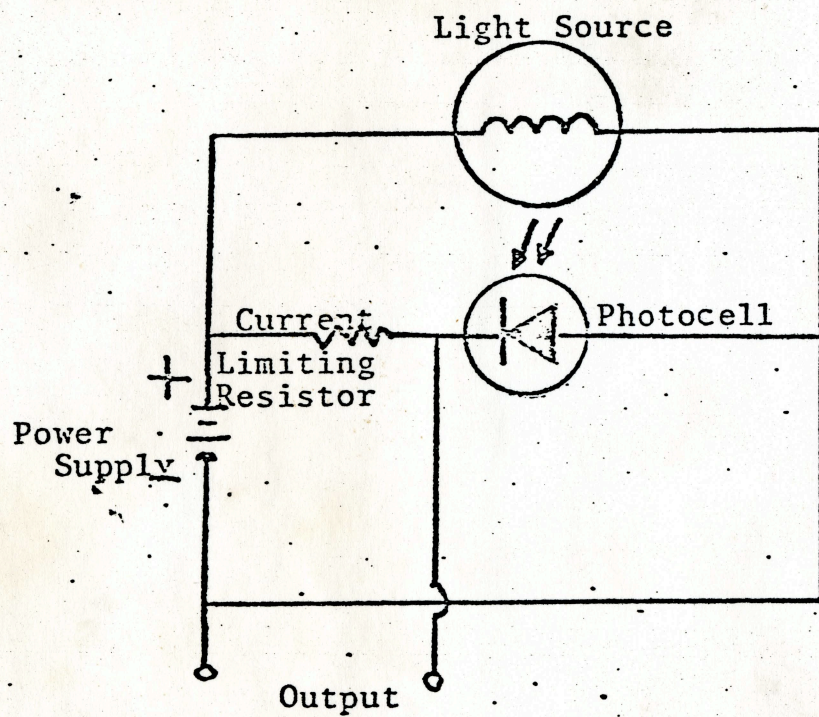 Light Source
Current
Limiting
Resistor
Photocell
+
Power
Supply
Output